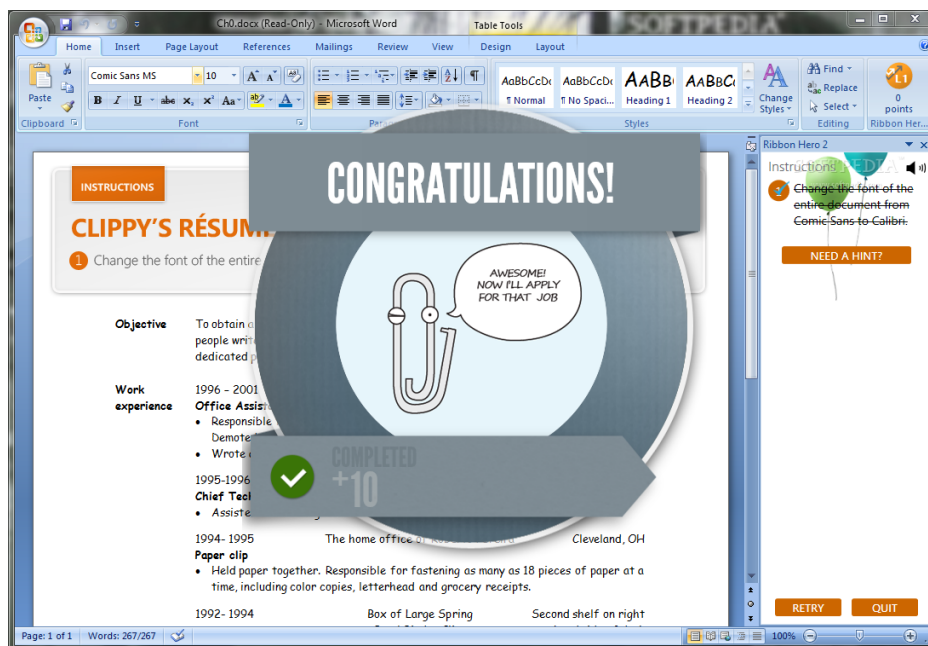 Ch0.docx (Read-Only) - Microsoft Word
Table Tools
SOFTPEDIA
Home Insert Page Layout References Mailings Review View Design Layout
Comic Sans MS
10
Paste
AaBbCcDc AaBbCcDc AABBI AABBC
¶ Normal ¶ No Spaci... Heading 1 Heading 2
Change
Styles
Find
Replace
Select
0
points
Clipboard Font Styles Editing Ribbon Her...
Ribbon Hero 2
Instructions
Change the font of the
entire document from
Comic Sans to Calibri.
NEED A HINT?
INSTRUCTIONS
CLIPPY'S RÉSUM
1 Change the font of the entire
CONGRATULATIONS!
AWESOME!
NOW I'LL APPLY
FOR THAT JOB
COMPLETED
+10
Objective To obtain
people writ
dedicated
Work
experience
1996 - 2001
Office Assis
• Responsible
Demote
• Wrote
1995-1996
Chief Tech
• Assiste
1994- 1995 The home office of Cleveland, OH
Paper clip
• Held paper together. Responsible for fastening as many as 18 pieces of paper at a
time, including color copies, letterhead and grocery receipts.
1992- 1994 Box of Large Spring Second shelf on right
RETRY QUIT
Page: 1 of 1 Words: 267/267 100%